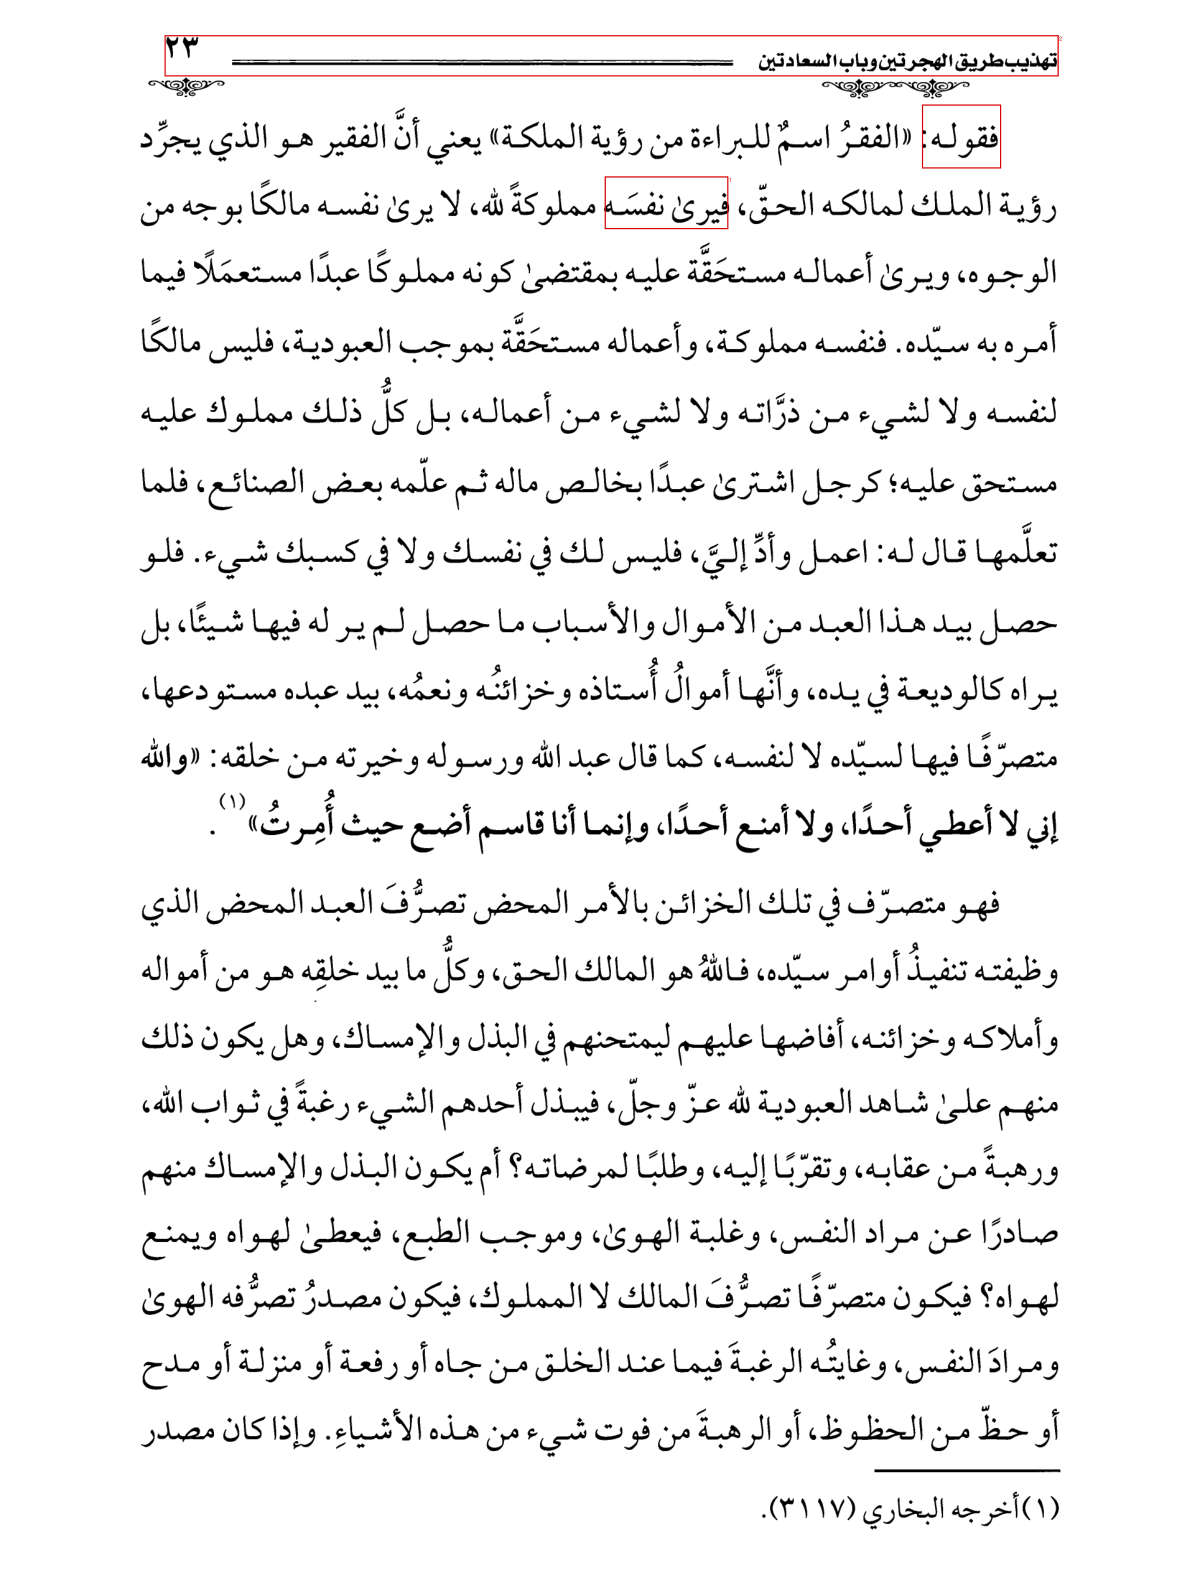 تهذيب طريق الهجرتين وباب السعادتين ٢٣
فقوله: «الفقرُ اسمٌ للبراءة من رؤية الملكة» يعني أنَّ الفقير هو الذي يجرِّد
رؤية الملك لمالكه الحقّ، فيرىٰ نفسَه مملوكةً لله، لا يرىٰ نفسه مالكًا بوجه من
الوجوه، ويرىٰ أعماله مستحَقَّة عليه بمقتضىٰ كونه مملوكًا عبدًا مستعمَلًا فيما
أمره به سيّده. فنفسه مملوكة، وأعماله مستحَقَّة بموجب العبودية، فليس مالكًا
لنفسه ولا لشيء من ذرَّاته ولا لشيء من أعماله، بل كلُّ ذلك مملوك عليه
مستحق عليه؛ كرجل اشترىٰ عبدًا بخالص ماله ثم علّمه بعض الصنائع، فلما
تعلَّمها قال له: اعمل وأدِّ إليَّ، فليس لك في نفسك ولا في كسبك شيء. فلو
حصل بيد هذا العبد من الأموال والأسباب ما حصل لم ير له فيها شيئًا، بل
يراه كالوديعة في يده، وأنَّها أموالُ أُستاذه وخزائنُه ونعمُه، بيد عبده مستودعها،
متصرّفًا فيها لسيّده لا لنفسه، كما قال عبد الله ورسوله وخيرته من خلقه: «والله
إني لا أعطي أحدًا، ولا أمنع أحدًا، وإنما أنا قاسم أضع حيث أُمِرتُ»(١).
فهو متصرّف في تلك الخزائن بالأمر المحض تصرُّفَ العبد المحض الذي
وظيفته تنفيذُ أوامر سيّده، فاللهُ هو المالك الحق، وكلُّ ما بيد خلقِه هو من أمواله
وأملاكه وخزائنه، أفاضها عليهم ليمتحنهم في البذل والإمساك، وهل يكون ذلك
منهم علىٰ شاهد العبودية لله عزّ وجلّ، فيبذل أحدهم الشيء رغبةً في ثواب الله،
ورهبةً من عقابه، وتقرّبًا إليه، وطلبًا لمرضاته؟ أم يكون البذل والإمساك منهم
صادرًا عن مراد النفس، وغلبة الهوىٰ، وموجب الطبع، فيعطىٰ لهواه ويمنع
لهواه؟ فيكون متصرّفًا تصرُّفَ المالك لا المملوك، فيكون مصدرُ تصرُّفه الهوىٰ
ومرادَ النفس، وغايتُه الرغبةَ فيما عند الخلق من جاه أو رفعة أو منزلة أو مدح
أو حظّ من الحظوظ، أو الرهبةَ من فوت شيء من هذه الأشياءِ. وإذا كان مصدر
(١) أخرجه البخاري (٣١١٧).